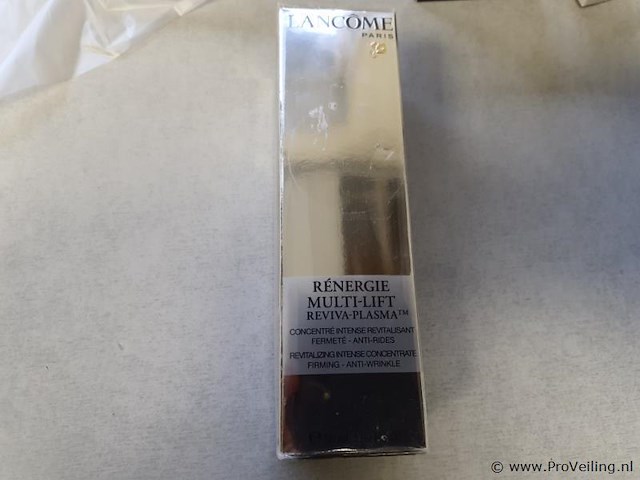 LANCÔME
PARIS
RÉNERGIE
MULTI-LIFT
REVIVA-PLASMA™
CONCENTRÉ INTENSE REVITALISANT
FERMETÉ - ANTI-RIDES
REVITALIZING INTENSE CONCENTRATE
FIRMING - ANTI-WRINKLE
© www.ProVeiling.nl